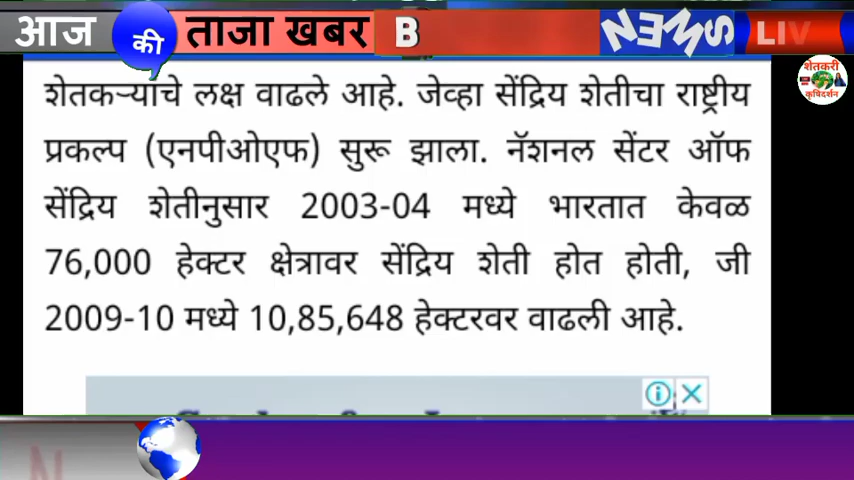 आज की ताजा खबर B NEWS LIV
शेतकरी
कृषिदर्शन
शेतकऱ्यांचे लक्ष वाढले आहे. जेव्हा सेंद्रिय शेतीचा राष्ट्रीय
प्रकल्प (एनपीओएफ) सुरू झाला. नॅशनल सेंटर ऑफ
सेंद्रिय शेतीनुसार 2003-04 मध्ये भारतात केवळ
76,000 हेक्टर क्षेत्रावर सेंद्रिय शेती होत होती, जी
2009-10 मध्ये 10,85,648 हेक्टरवर वाढली आहे.
N